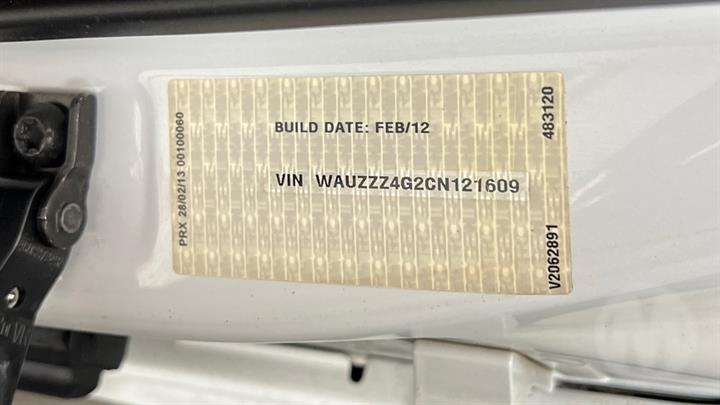 PRX 28/02/13 00100060
BUILD DATE: FEB/12
VIN WAUZZZ4G2CN121609
483120
V2062891